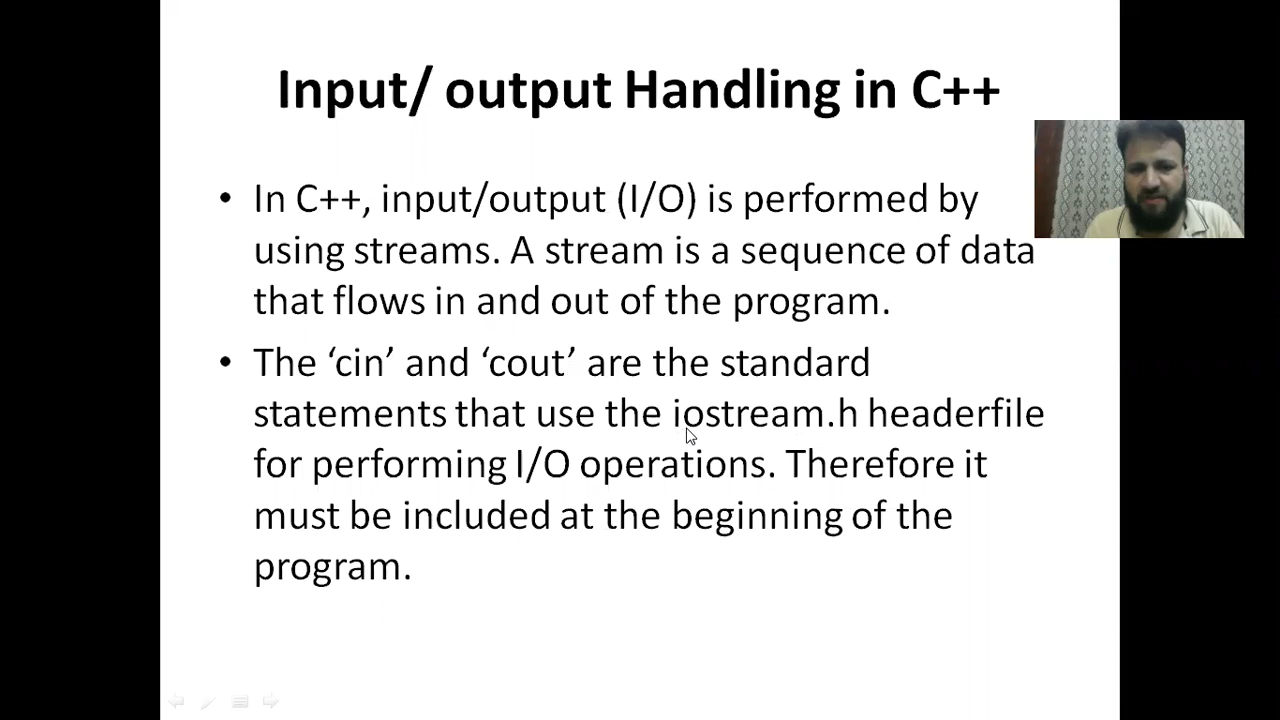 Input/ output Handling in C++
• In C++, input/output (I/O) is performed by
using streams. A stream is a sequence of data
that flows in and out of the program.
• The ‘cin’ and ‘cout’ are the standard
statements that use the iostream.h headerfile
for performing I/O operations. Therefore it
must be included at the beginning of the
program.